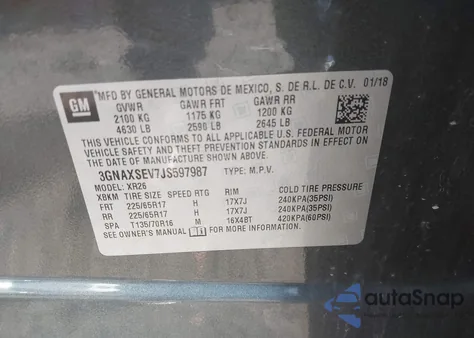 GM
MFD BY GENERAL MOTORS DE MEXICO, S. DE R.L. DE C.V. 01/18
GVWR GAWR FRT GAWR RR
2100 KG 1175 KG 1200 KG
4630 LB 2590 LB 2645 LB
THIS VEHICLE CONFORMS TO ALL APPLICABLE U.S. FEDERAL MOTOR
VEHICLE SAFETY, BUMPER, AND THEFT PREVENTION STANDARDS IN
EFFECT ON THE DATE OF MANUFACTURE SHOWN ABOVE.
3GNAXSEV7JS597987 TYPE: M.P.V.
MODEL: XR26
XBKM TIRE SIZE SPEED RTG RIM COLD TIRE PRESSURE
FRT 225/65R17 H 17X7J 240KPA(35PSI)
RR 225/65R17 H 17X7J 240KPA(35PSI)
SPA T135/70R16 M 16X4BT 420KPA(60PSI)
SEE OWNER'S MANUAL FOR MORE INFORMATION.
autoSnap